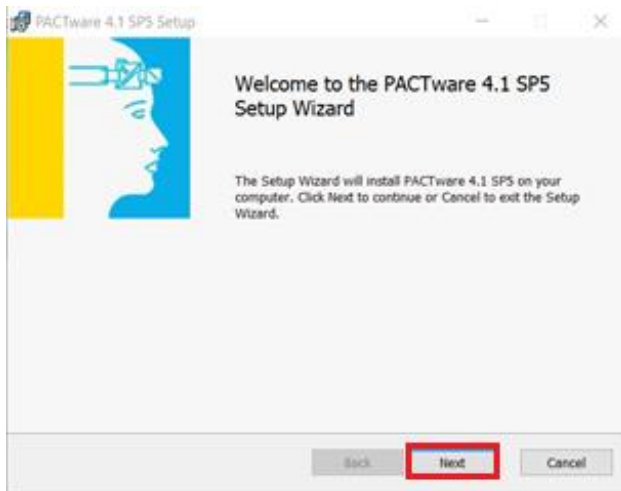 PACTware 4.1 SP5 Setup
Welcome to the PACTware 4.1 SP5
Setup Wizard
The Setup Wizard will install PACTware 4.1 SP5 on your
computer. Click Next to continue or Cancel to exit the Setup
Wizard.
Back
Next
Cancel